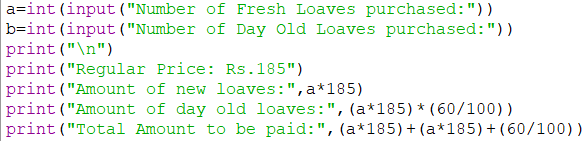 a=int(input("Number of Fresh Loaves purchased:"))
b=int(input("Number of Day Old Loaves purchased:"))
print("\n")
print("Regular Price: Rs.185")
print("Amount of new loaves:",a*185)
print("Amount of day old loaves:",(a*185)*(60/100))
print("Total Amount to be paid:",(a*185)+(a*185)+(60/100))